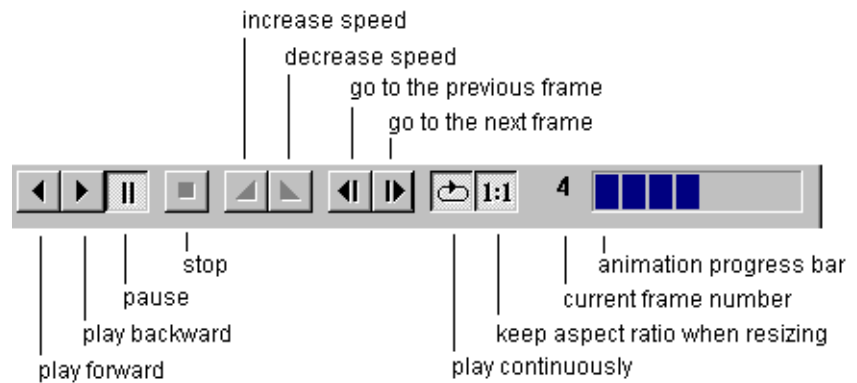 increase speed
decrease speed
go to the previous frame
go to the next frame
1:1 4
stop
animation progress bar
pause
current frame number
play backward
keep aspect ratio when resizing
play forward
play continuously